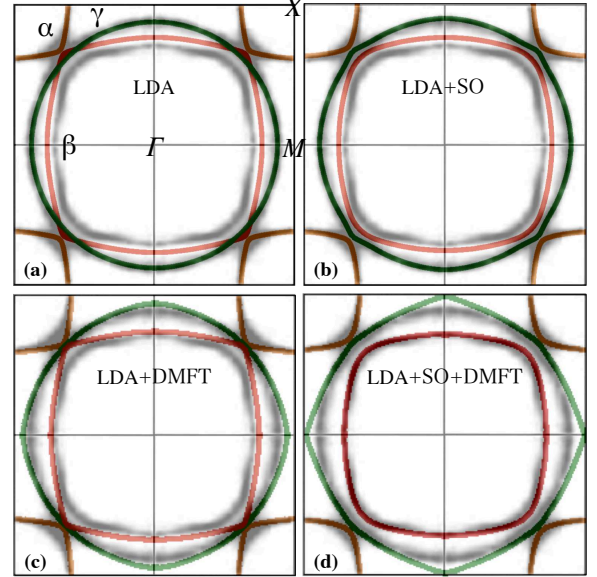 α γ X
LDA LDA+SO
β Γ M
(a) (b)
LDA+DMFT LDA+SO+DMFT
(c) (d)